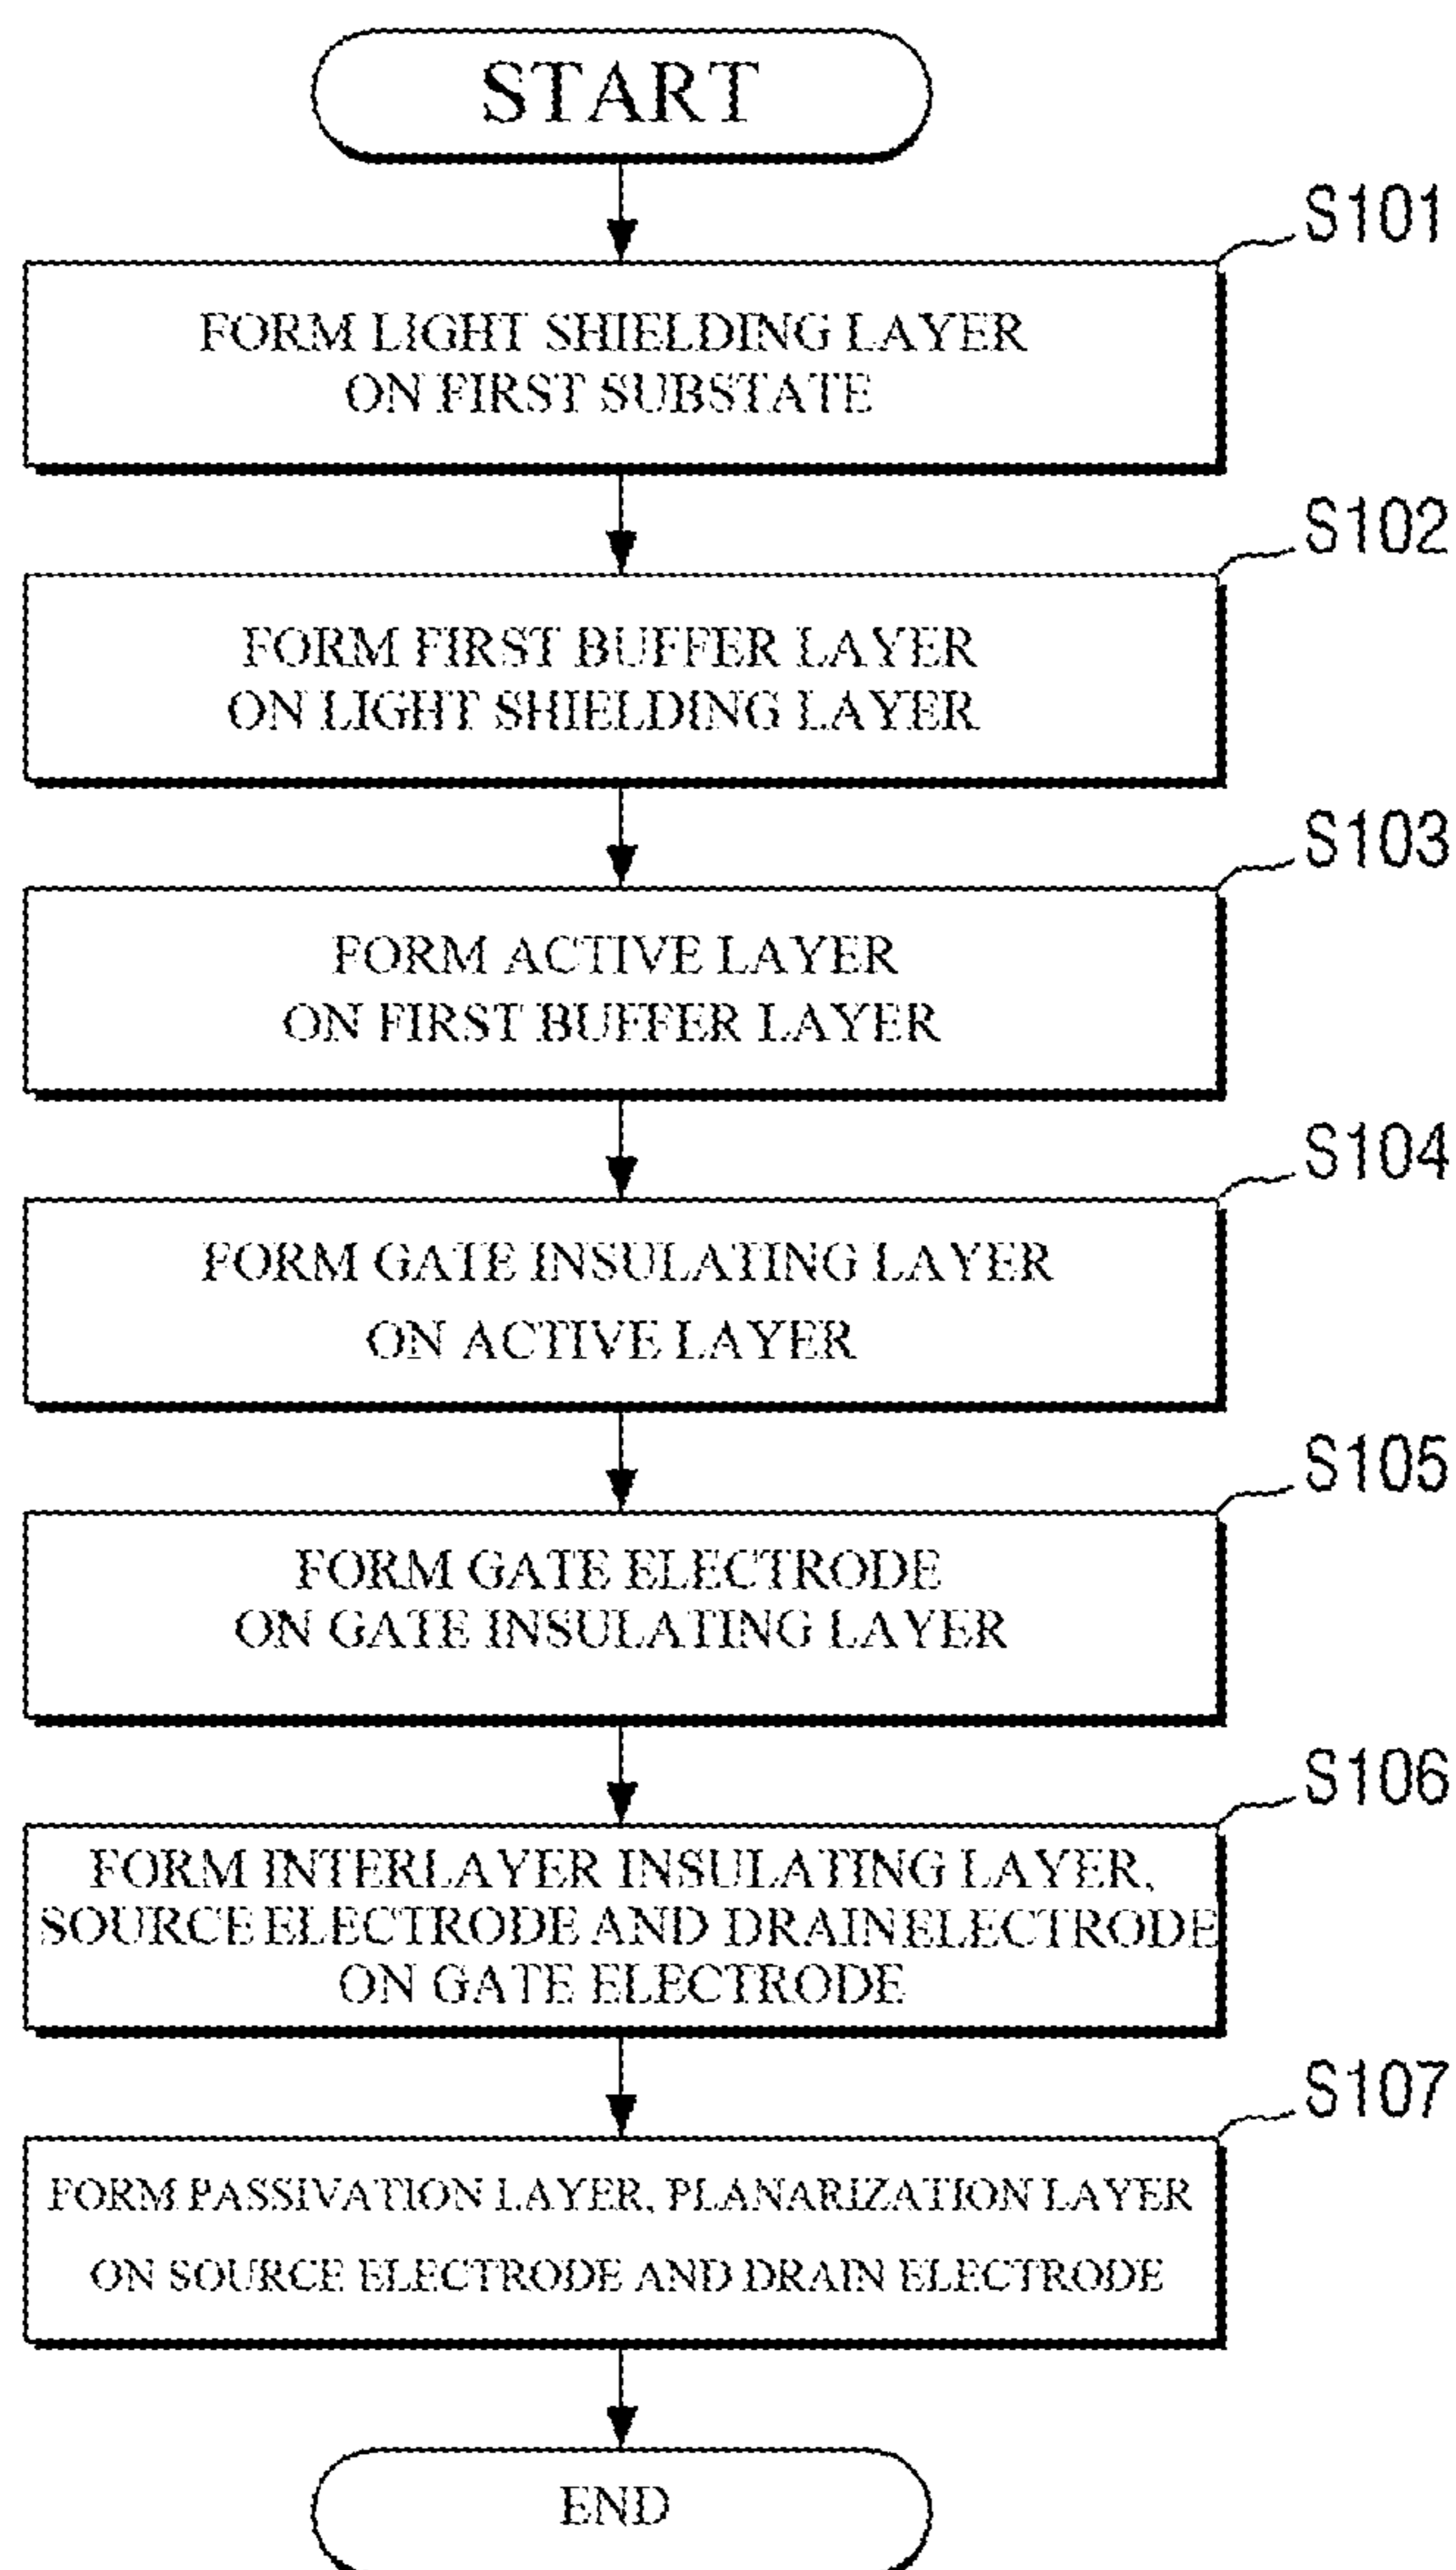 START
S101
FORM LIGHT SHIELDING LAYER
ON FIRST SUBSTATE
S102
FORM FIRST BUFFER LAYER
ON LIGHT SHIELDING LAYER
S103
FORM ACTIVE LAYER
ON FIRST BUFFER LAYER
S104
FORM GATE INSULATING LAYER
ON ACTIVE LAYER
S105
FORM GATE ELECTRODE
ON GATE INSULATING LAYER
S106
FORM INTERLAYER INSULATING LAYER,
SOURCE ELECTRODE AND DRAIN ELECTRODE
ON GATE ELECTRODE
S107
FORM PASSIVATION LAYER, PLANARIZATION LAYER
ON SOURCE ELECTRODE AND DRAIN ELECTRODE
END